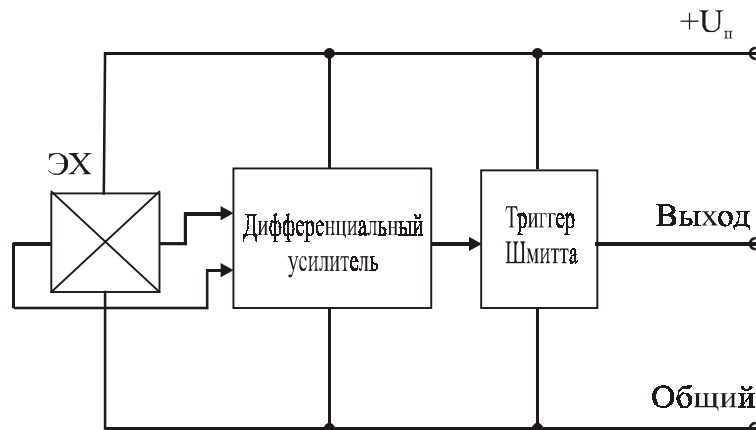 +Uп
ЭХ
Дифференциальный
усилитель
Триггер
Шмитта
Выход
Общий